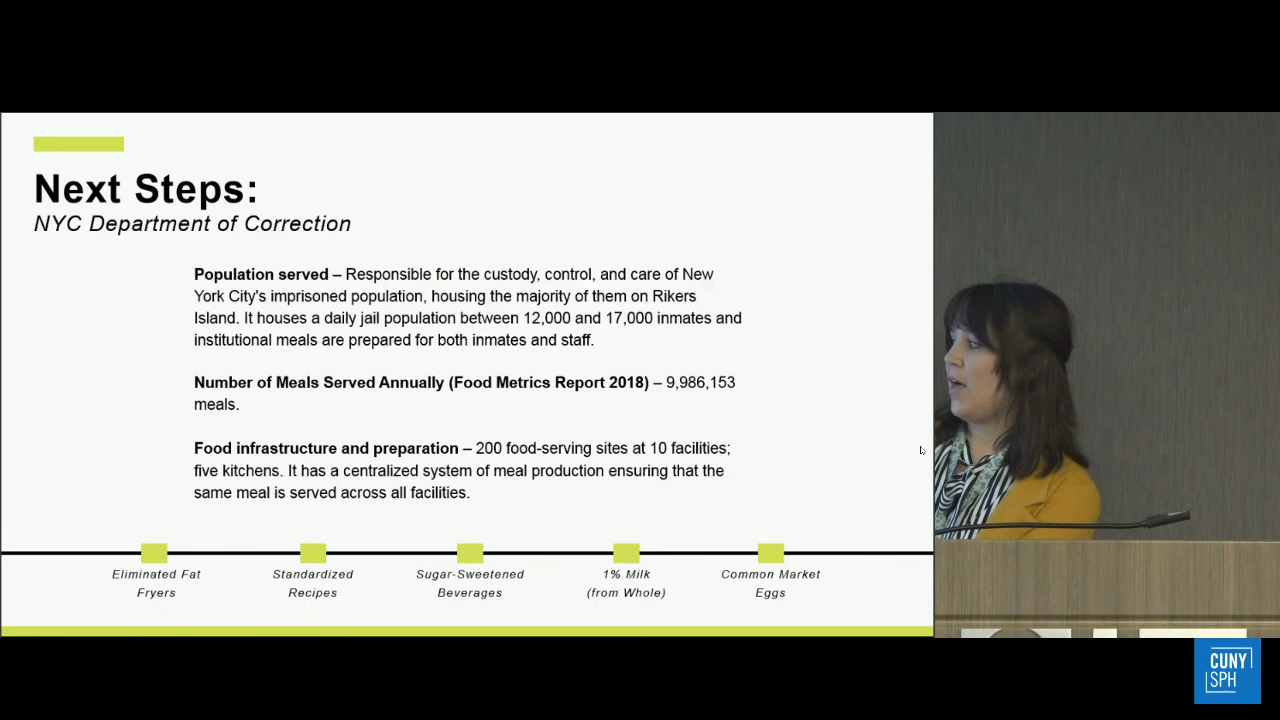 Next Steps:
NYC Department of Correction
Population served – Responsible for the custody, control, and care of New
York City's imprisoned population, housing the majority of them on Rikers
Island. It houses a daily jail population between 12,000 and 17,000 inmates and
institutional meals are prepared for both inmates and staff.
Number of Meals Served Annually (Food Metrics Report 2018) – 9,986,153
meals.
Food infrastructure and preparation – 200 food-serving sites at 10 facilities;
five kitchens. It has a centralized system of meal production ensuring that the
same meal is served across all facilities.
Eliminated Fat
Fryers
Standardized
Recipes
Sugar-Sweetened
Beverages
1% Milk
(from Whole)
Common Market
Eggs
CUNY
SPH